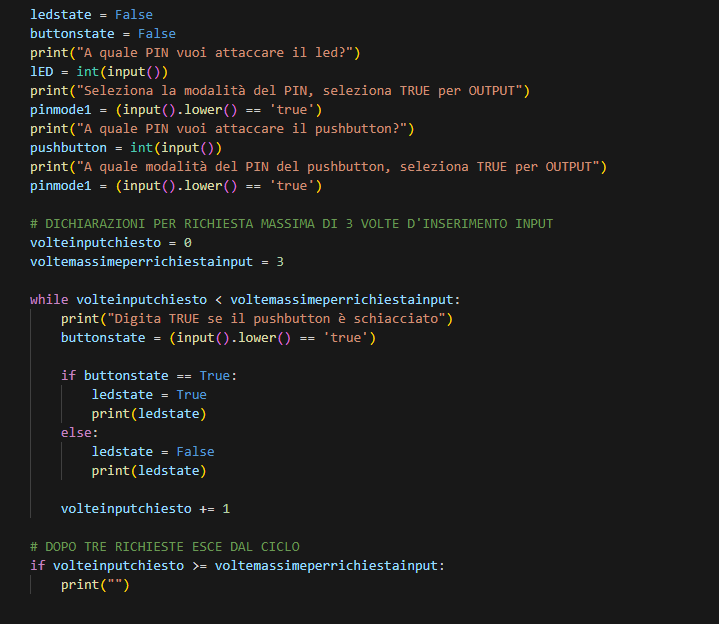 ledstate = False
buttonstate = False
print("A quale PIN vuoi attaccare il led?")
lED = int(input())
print("Seleziona la modalità del PIN, seleziona TRUE per OUTPUT")
pinmode1 = (input().lower() == 'true')
print("A quale PIN vuoi attaccare il pushbutton?")
pushbutton = int(input())
print("A quale modalità del PIN del pushbutton, seleziona TRUE per OUTPUT")
pinmode1 = (input().lower() == 'true')

# DICHIARAZIONI PER RICHIESTA MASSIMA DI 3 VOLTE D'INSERIMENTO INPUT
volteinputchiesto = 0
voltemassimeperrichiestainput = 3

while volteinputchiesto < voltemassimeperrichiestainput:
    print("Digita TRUE se il pushbutton è schiacciato")
    buttonstate = (input().lower() == 'true')

    if buttonstate == True:
        ledstate = True
        print(ledstate)
    else:
        ledstate = False
        print(ledstate)

    volteinputchiesto += 1

# DOPO TRE RICHIESTE ESCE DAL CICLO
if volteinputchiesto >= voltemassimeperrichiestainput:
    print("")